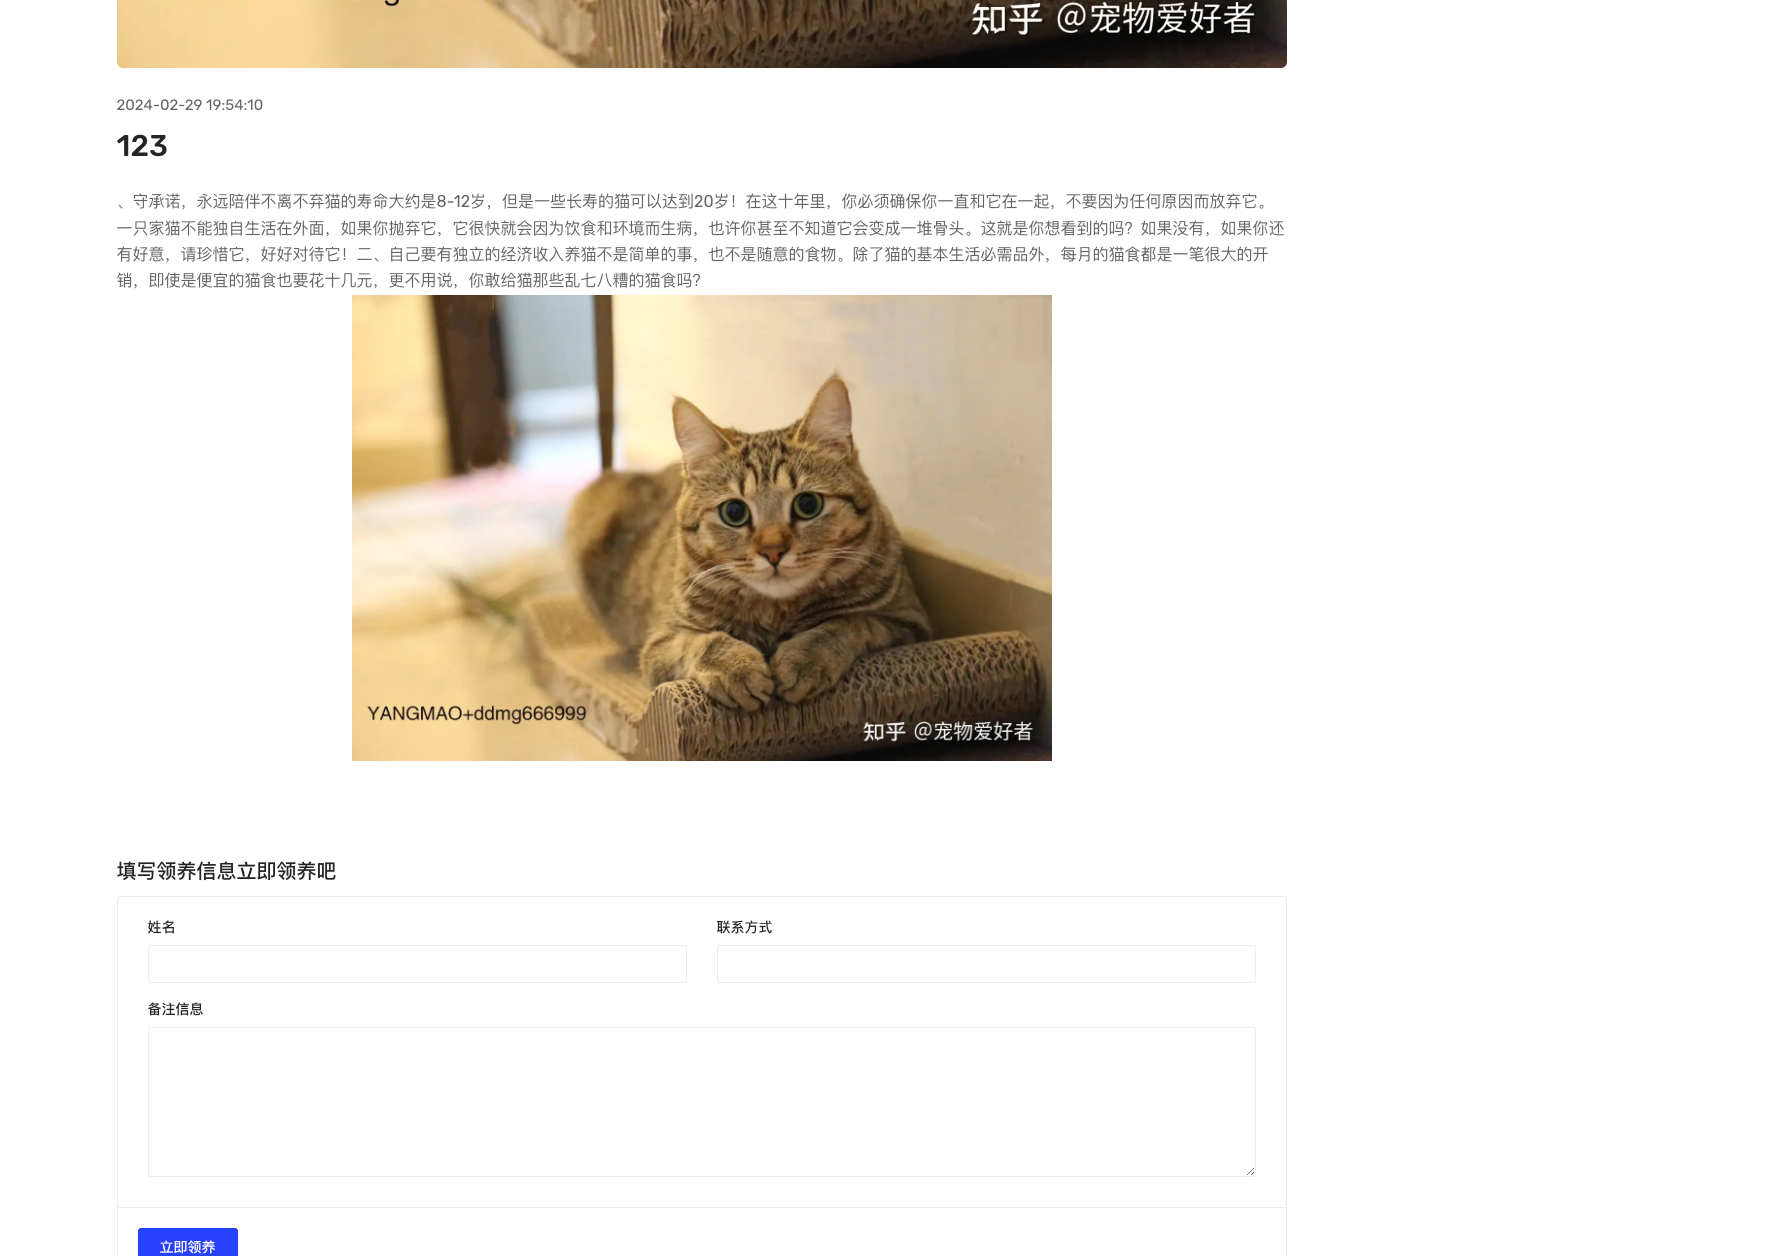 知乎 @宠物爱好者
2024-02-29 19:54:10
123
、守承诺，永远陪伴不离不弃猫的寿命大约是8-12岁，但是一些长寿的猫可以达到20岁！在这十年里，你必须确保你一直和它在一起，不要因为任何原因而放弃它。
一只家猫不能独自生活在外面，如果你抛弃它，它很快就会因为饮食和环境而生病，也许你甚至不知道它会变成一堆骨头。这就是你想看到的吗？如果没有，如果你还
有好意，请珍惜它，好好对待它！二、自己要有独立的经济收入养猫不是简单的事，也不是随意的食物。除了猫的基本生活必需品外，每月的猫食都是一笔很大的开
销，即使是便宜的猫食也要花十几元，更不用说，你敢给猫那些乱七八糟的猫食吗？
YANGMAO+ddmg666999
知乎 @宠物爱好者
填写领养信息立即领养吧
姓名
联系方式
备注信息
立即领养